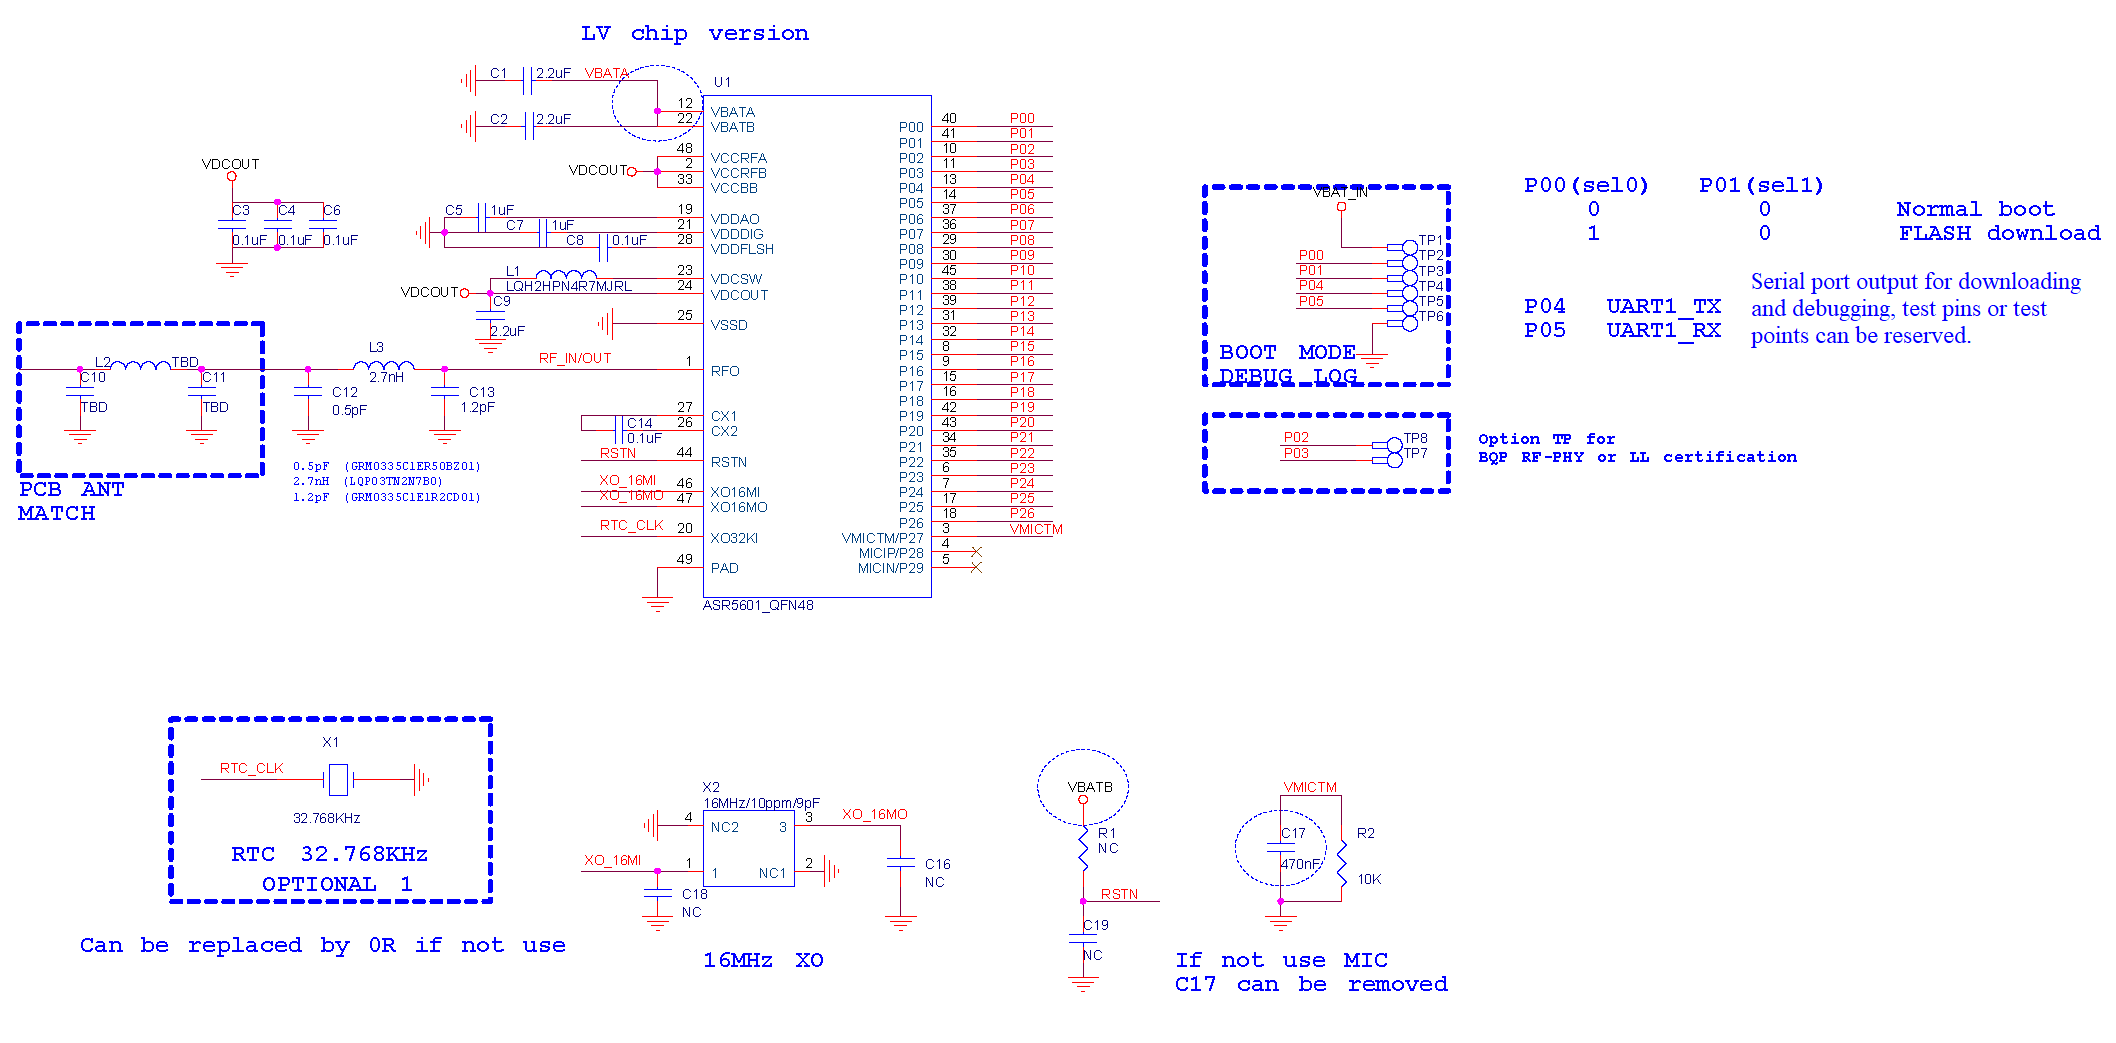 LV chip version
C1 2.2uF VBATA
C2 2.2uF
U1
12 VBATA
22 VBATB
48 VCCRFA
2 VCCRFB
33 VCCBB
VDCOUT
19 VDDAO
21 VDDDIG
28 VDDFLSH
C5 1uF
C7 1uF
C8 0.1uF
23 VDCSW
24 VDCOUT
L1
LQH2HPN4R7MJRL
VDCOUT
C9
2.2uF
25 VSSD
RF_IN/OUT 1 RFO
27 CX1
26 CX2
C14
0.1uF
RSTN 44 RSTN
XO_16MI 46 XO16MI
XO_16MO 47 XO16MO
RTC_CLK 20 XO32KI
49 PAD
ASR5601_QFN48
P00 40 P00
P01 41 P01
P02 10 P02
P03 11 P03
P04 13 P04
P05 14 P05
P06 37 P06
P07 36 P07
P08 29 P08
P09 30 P09
P10 45 P10
P11 38 P11
P12 39 P12
P13 31 P13
P14 32 P14
P15 8 P15
P16 9 P16
P17 15 P17
P18 16 P18
P19 42 P19
P20 43 P20
P21 34 P21
P22 35 P22
P23 6 P23
P24 7 P24
P25 17 P25
P26 18 P26
VMICTM/P27 3 VMICTM
MICIP/P28 4
MICIN/P29 5
VDCOUT
C3 C4 C6
0.1uF 0.1uF 0.1uF
L2 TBD
C10 C11
TBD TBD
PCB ANT
MATCH
L3
2.7nH
C12
0.5pF
C13
1.2pF
0.5pF (GRM0335C1ER50BZ01)
2.7nH (LQP03TN2N7B0)
1.2pF (GRM0335C1E1R2CD01)
VBAT_IN
TP1
TP2
P00
TP3
P01
TP4
P04
TP5
P05
TP6
BOOT MODE
DEBUG LOG
P00(sel0) P01(sel1)
0 0 Normal boot
1 0 FLASH download
P04 UART1_TX
P05 UART1_RX
Serial port output for downloading
and debugging, test pins or test
points can be reserved.
P02 TP8
P03 TP7
Option TP for
BQP RF-PHY or LL certification
X1
RTC_CLK
32.768KHz
RTC 32.768KHz
OPTIONAL 1
Can be replaced by 0R if not use
X2
16MHz/10ppm/9pF
4 NC2 3 3 XO_16MO
XO_16MI 1 1 NC1 2
C16
NC
C18
NC
16MHz XO
VBATB
R1
NC
RSTN
C19
NC
VMICTM
C17
470nF
R2
10K
If not use MIC
C17 can be removed